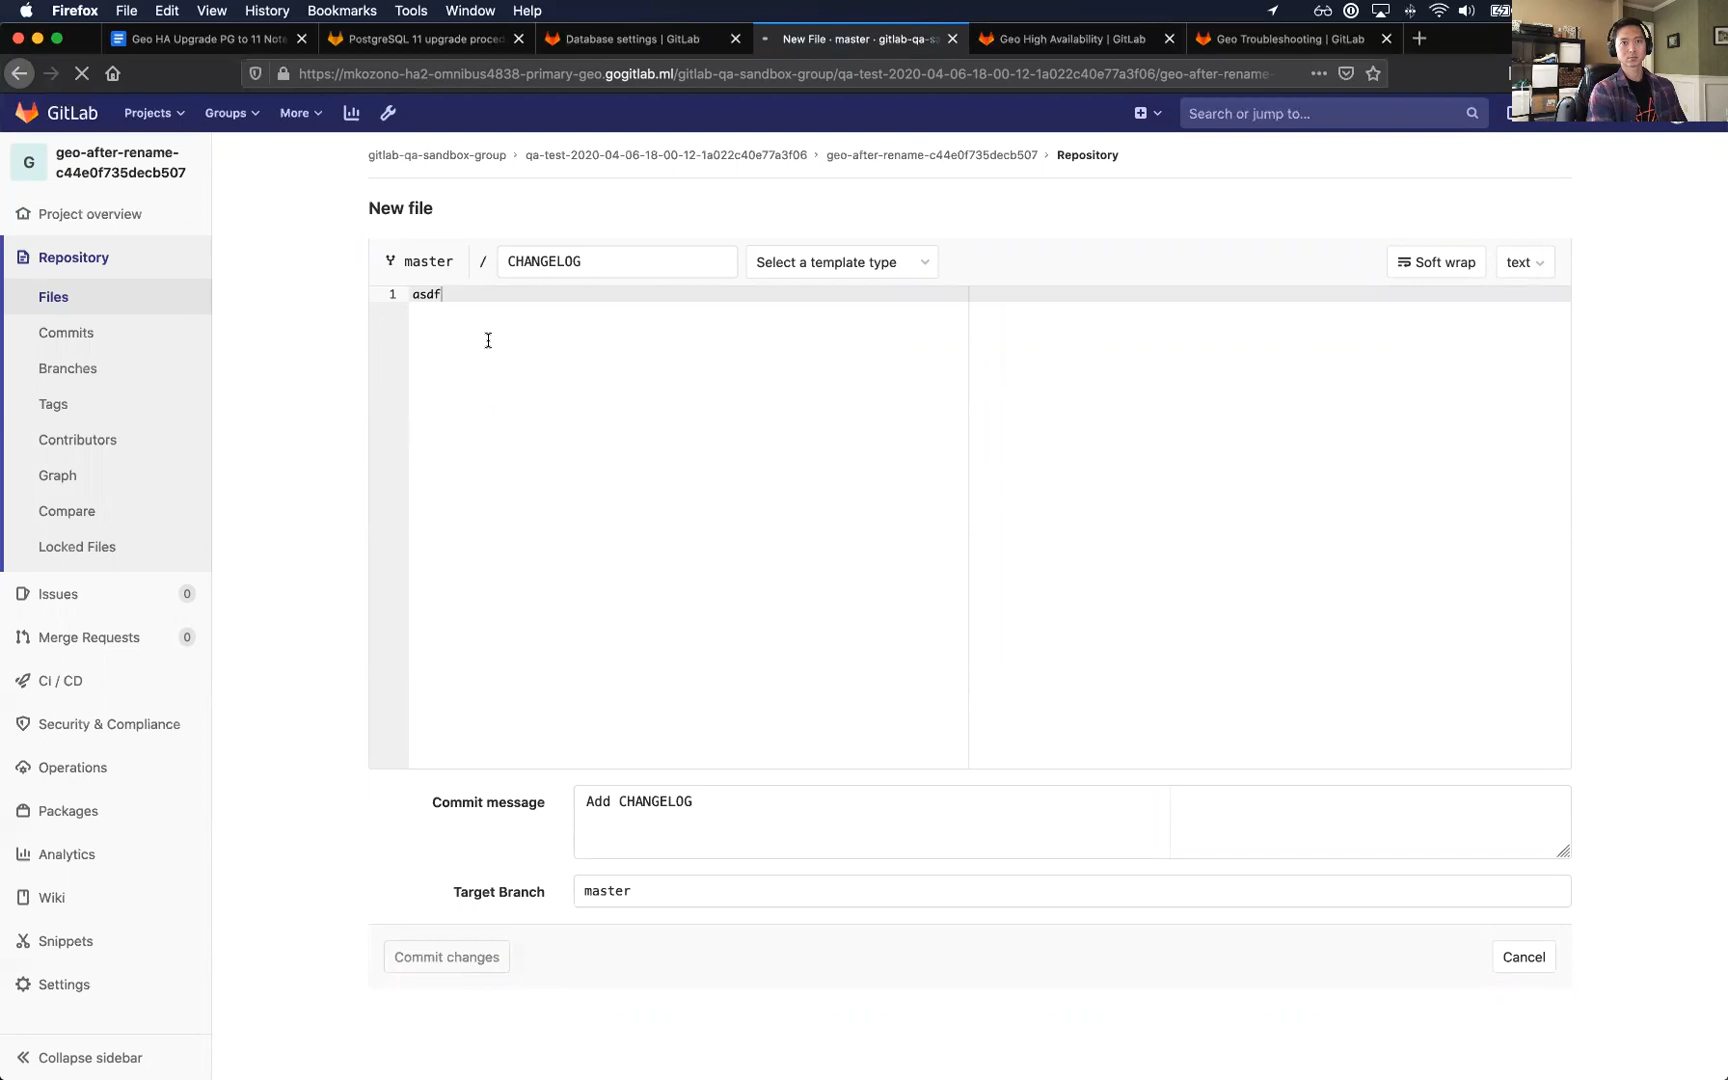 Firefox File Edit View History Bookmarks Tools Window Help
Geo HA Upgrade PG to 11 Note
PostgreSQL 11 upgrade proced
Database settings | GitLab
New File · master · gitlab-qa-sa
Geo High Availability | GitLab
Geo Troubleshooting | GitLab
https://mkozono-ha2-omnibus4838-primary-geo.gogitlab.ml/gitlab-qa-sandbox-group/qa-test-2020-04-06-18-00-12-1a022c40e77a3f06/geo-after-rename-
GitLab Projects Groups More Search or jump to...
G geo-after-rename-
c44e0f735decb507
gitlab-qa-sandbox-group › qa-test-2020-04-06-18-00-12-1a022c40e77a3f06 › geo-after-rename-c44e0f735decb507 › Repository
Project overview
Repository
Files
Commits
Branches
Tags
Contributors
Graph
Compare
Locked Files
Issues 0
Merge Requests 0
CI / CD
Security & Compliance
Operations
Packages
Analytics
Wiki
Snippets
Settings
Collapse sidebar
New file
master / CHANGELOG Select a template type Soft wrap text
1 asdf
Commit message Add CHANGELOG
Target Branch master
Commit changes Cancel